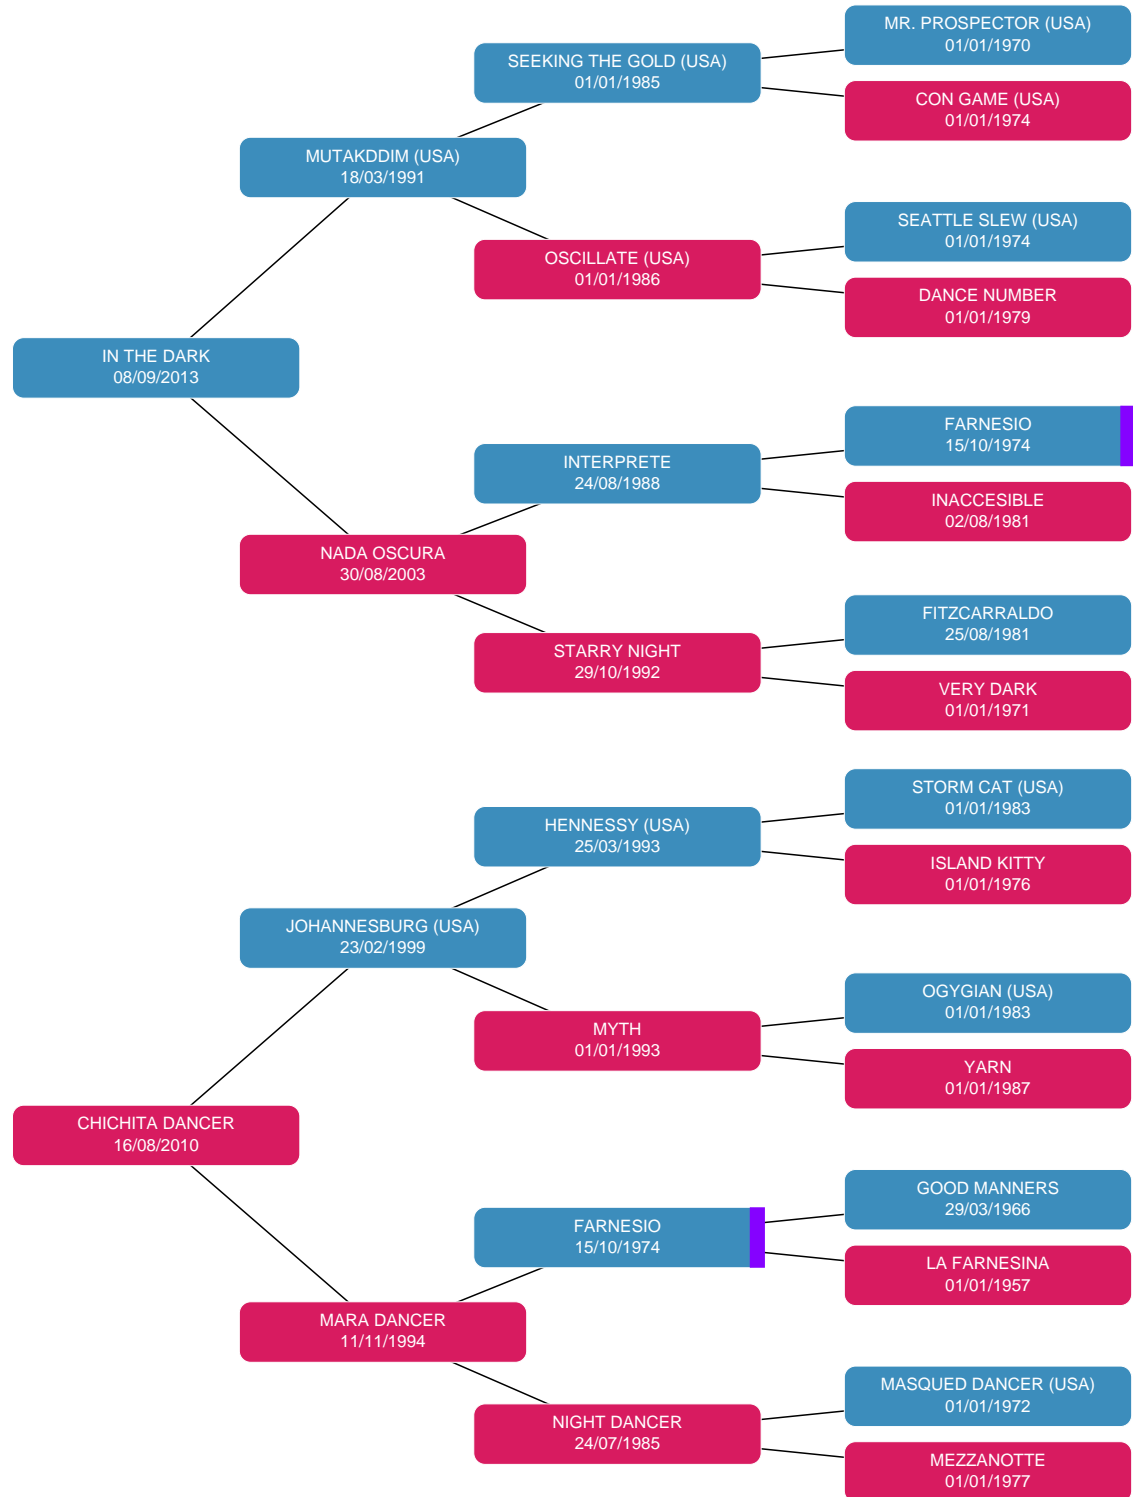 MR. PROSPECTOR (USA)
01/01/1970
SEEKING THE GOLD (USA)
01/01/1985
CON GAME (USA)
01/01/1974
MUTAKDDIM (USA)
18/03/1991
SEATTLE SLEW (USA)
01/01/1974
OSCILLATE (USA)
01/01/1986
DANCE NUMBER
01/01/1979
IN THE DARK
08/09/2013
FARNESIO
15/10/1974
INTERPRETE
24/08/1988
INACCESIBLE
02/08/1981
NADA OSCURA
30/08/2003
FITZCARRALDO
25/08/1981
STARRY NIGHT
29/10/1992
VERY DARK
01/01/1971
STORM CAT (USA)
01/01/1983
HENNESSY (USA)
25/03/1993
ISLAND KITTY
01/01/1976
JOHANNESBURG (USA)
23/02/1999
OGYGIAN (USA)
01/01/1983
MYTH
01/01/1993
YARN
01/01/1987
CHICHITA DANCER
16/08/2010
GOOD MANNERS
29/03/1966
FARNESIO
15/10/1974
LA FARNESINA
01/01/1957
MARA DANCER
11/11/1994
MASQUED DANCER (USA)
01/01/1972
NIGHT DANCER
24/07/1985
MEZZANOTTE
01/01/1977